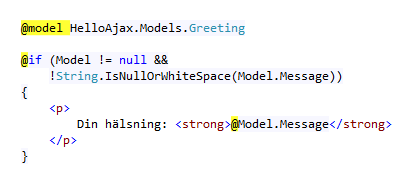 @model HelloAjax.Models.Greeting
@if (Model != null &&
!String.IsNullOrWhiteSpace(Model.Message))
{
<p>
Din hälsning: <strong>@Model.Message</strong>
</p>
}